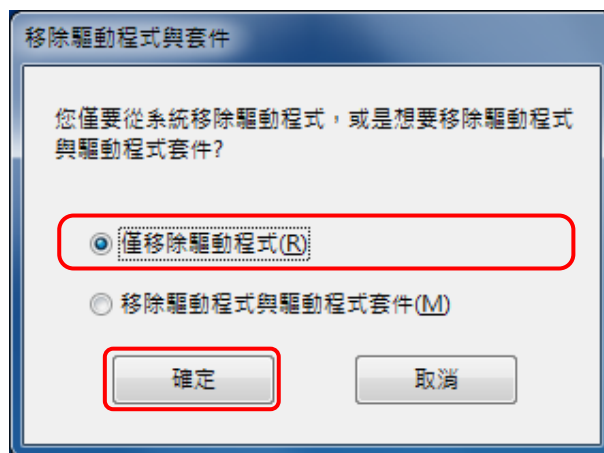 移除驅動程式與套件
您僅要從系統移除驅動程式，或是想要移除驅動程式
與驅動程式套件?
僅移除驅動程式(R)
移除驅動程式與驅動程式套件(M)
確定
取消